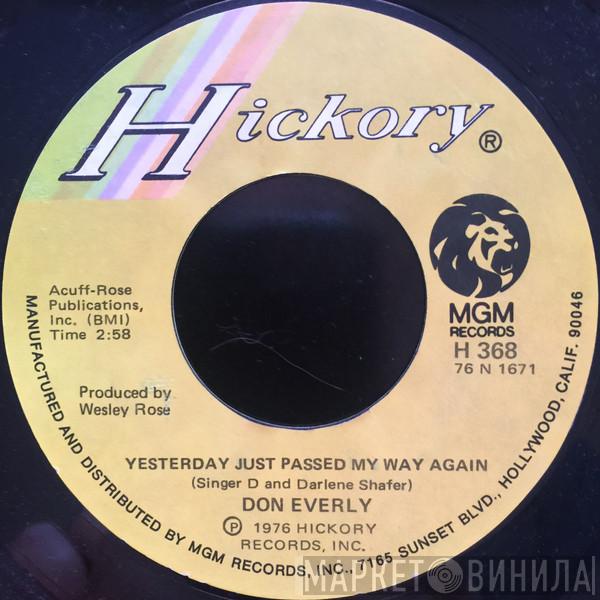 Hickory®
Acuff-Rose
Publications,
Inc. (BMI)
Time 2:58
Produced by
Wesley Rose
MGM
RECORDS
H 368
76 N 1671
YESTERDAY JUST PASSED MY WAY AGAIN
(Singer D and Darlene Shafer)
DON EVERLY
℗ 1976 HICKORY
RECORDS, INC.
MANUFACTURED AND DISTRIBUTED BY MGM RECORDS, INC., 7165 SUNSET BLVD., HOLLYWOOD, CALIF. 90046
МАРКЕТ ВИНИЛА